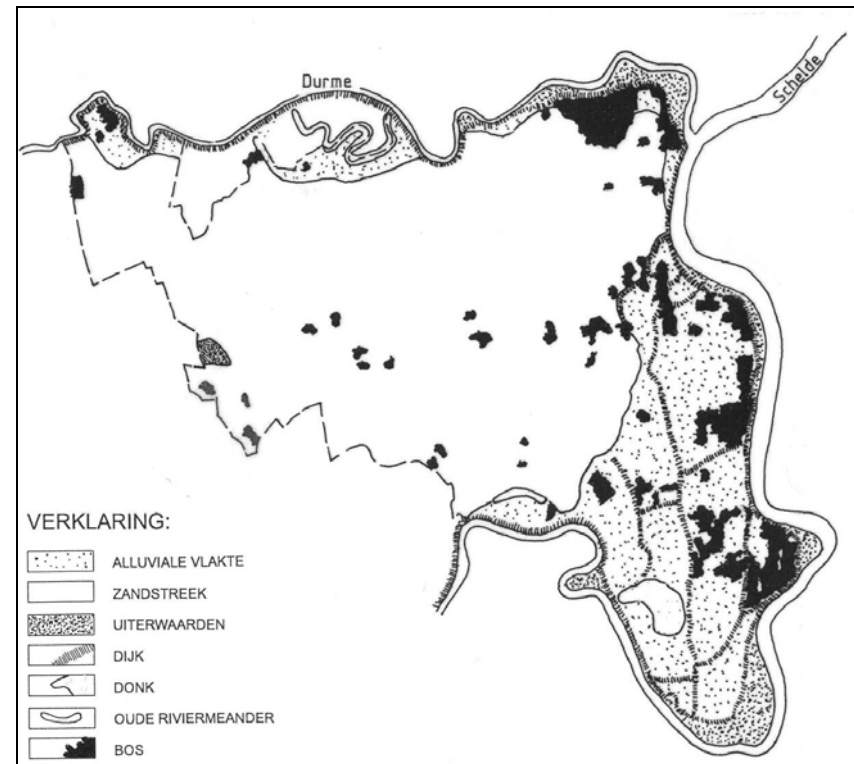 Durme
Schelde
VERKLARING:
ALLUVIALE VLAKTE
ZANDSTREEK
UITERWAARDEN
DIJK
DONK
OUDE RIVIERMEANDER
BOS